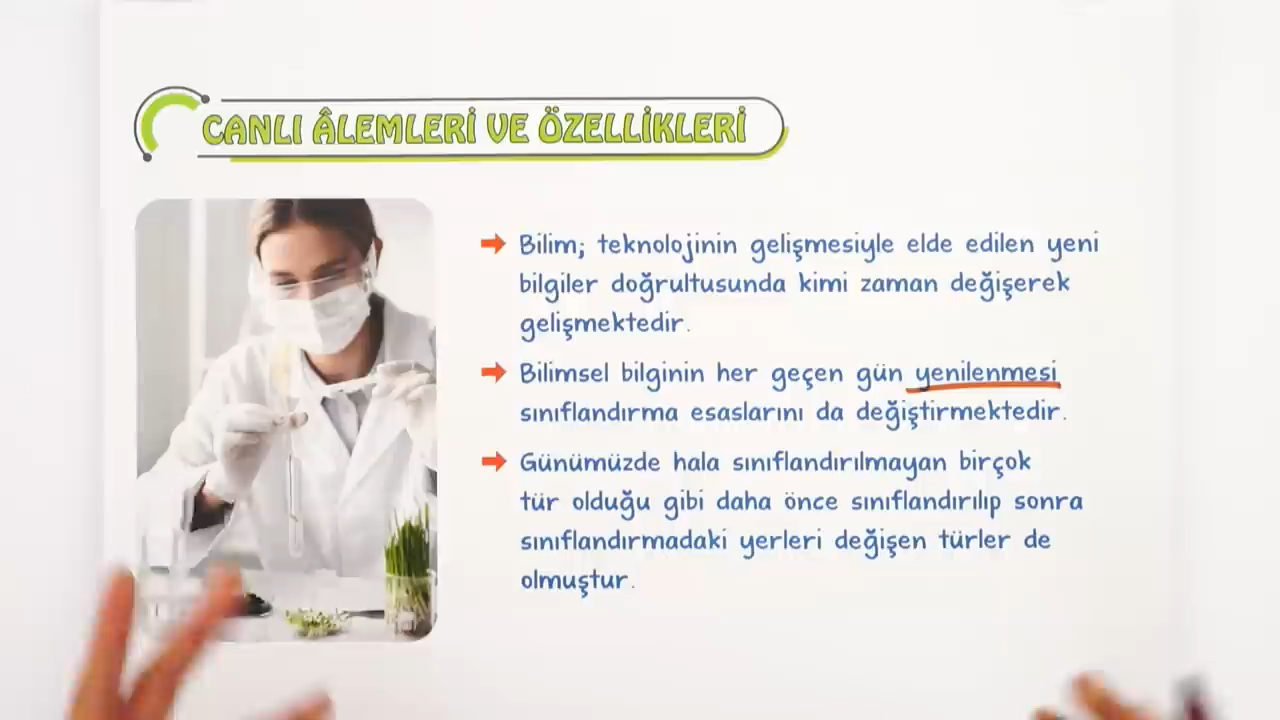 CANLI ÂLEMLERİ VE ÖZELLİKLERİ
Bilim; teknolojinin gelişmesiyle elde edilen yeni
bilgiler doğrultusunda kimi zaman değişerek
gelişmektedir.
Bilimsel bilginin her geçen gün yenilenmesi
sınıflandırma esaslarını da değiştirmektedir.
Günümüzde hala sınıflandırılmayan birçok
tür olduğu gibi daha önce sınıflandırılıp sonra
sınıflandırmadaki yerleri değişen türler de
olmuştur.